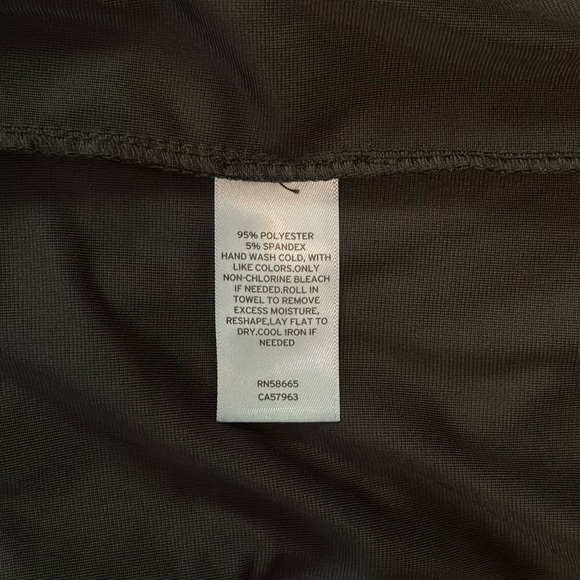 95% POLYESTER
5% SPANDEX
HAND WASH COLD, WITH
LIKE COLORS.ONLY
NON-CHLORINE BLEACH
IF NEEDED.ROLL IN
TOWEL TO REMOVE
EXCESS MOISTURE,
RESHAPE,LAY FLAT TO
DRY.COOL IRON IF
NEEDED
RN58665
CA57963